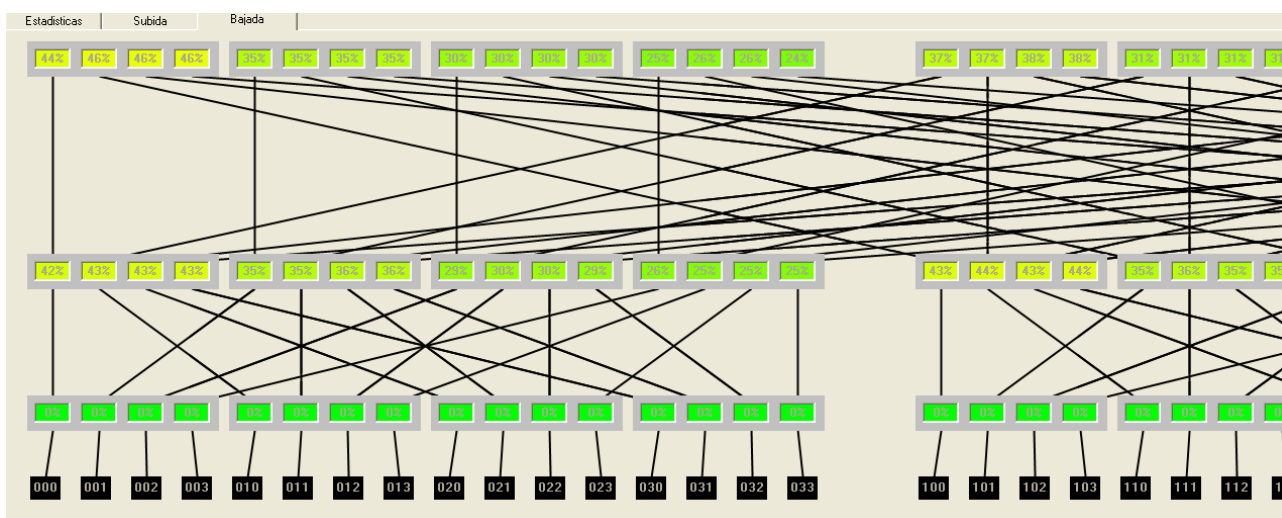 Estadisticas Subida Bajada
44% 46% 46% 46% 35% 35% 35% 35% 30% 30% 30% 30% 25% 26% 26% 24% 37% 37% 38% 38% 31% 31% 31%
42% 43% 43% 43% 35% 35% 36% 36% 29% 30% 30% 29% 26% 25% 25% 25% 43% 44% 43% 44% 35% 36% 35%
0% 0% 0% 0% 0% 0% 0% 0% 0% 0% 0% 0% 0% 0% 0% 0% 0% 0% 0% 0% 0% 0% 0%
000 001 002 003 010 011 012 013 020 021 022 023 030 031 032 033 100 101 102 103 110 111 112